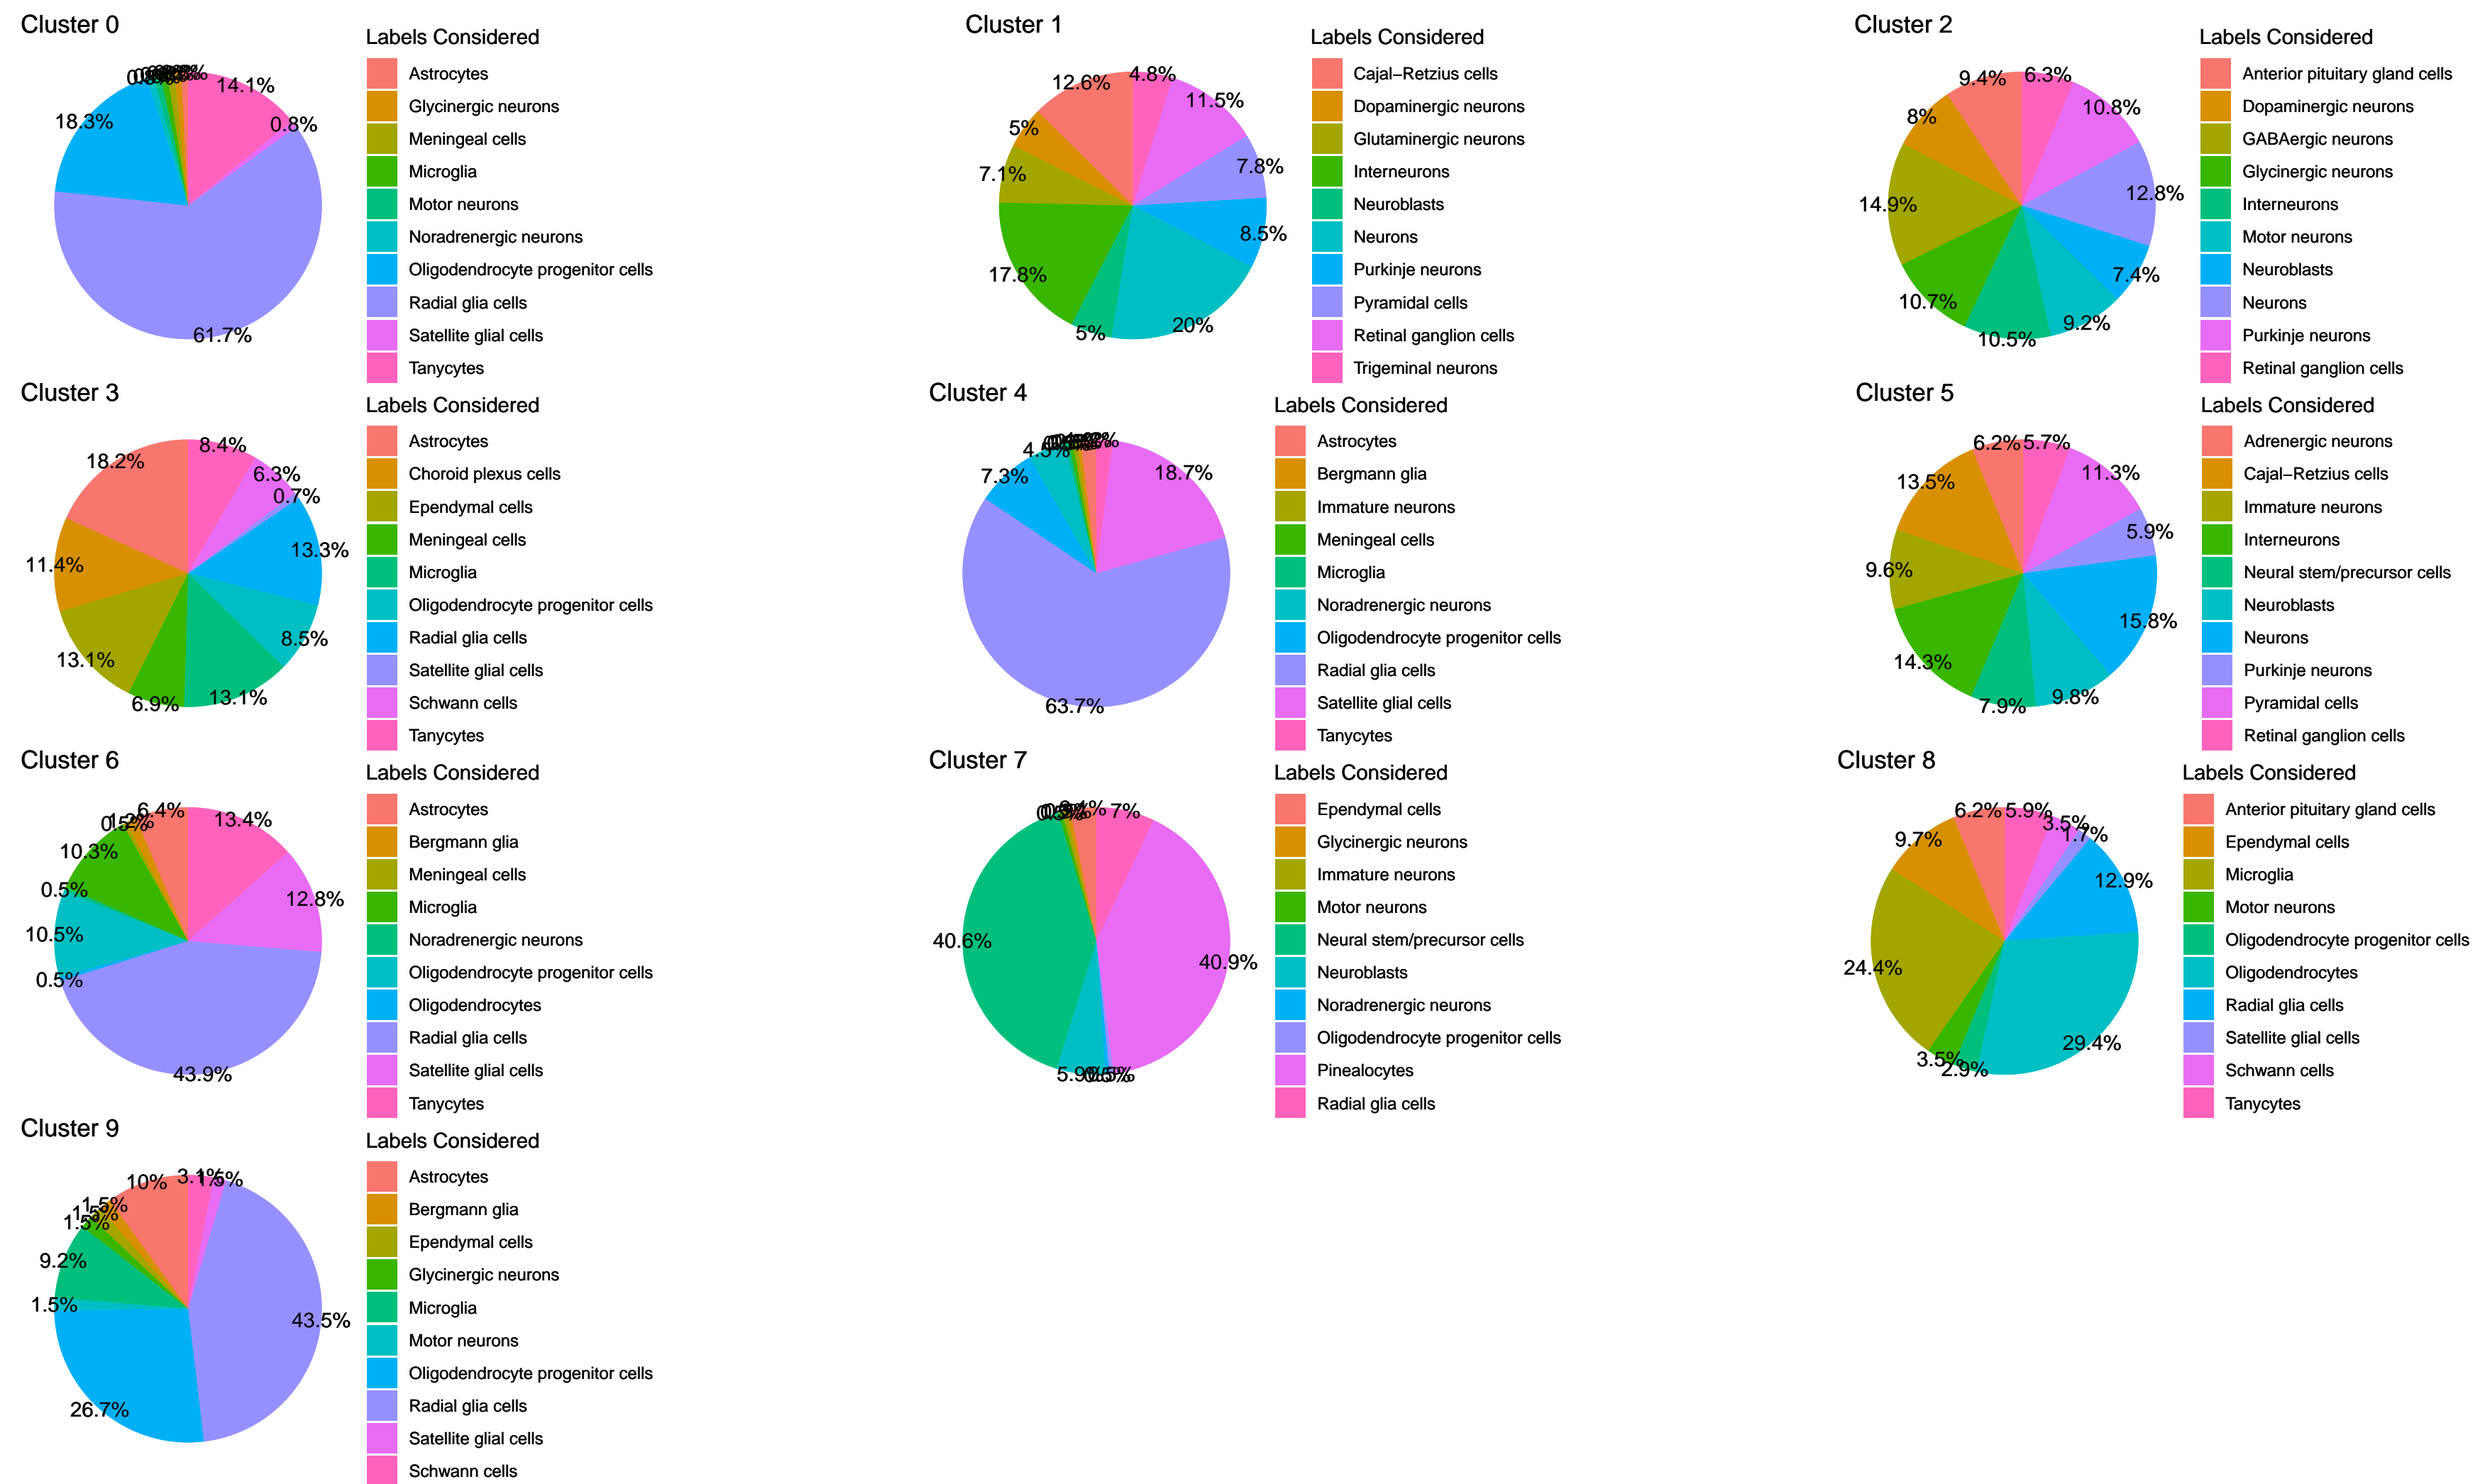 Cluster 0
Labels Considered
Astrocytes
Glycinergic neurons
Meningeal cells
Microglia
Motor neurons
Noradrenergic neurons
Oligodendrocyte progenitor cells
Radial glia cells
Satellite glial cells
Tanycytes
14.1%
0.8%
18.3%
61.7%
Cluster 1
Labels Considered
Cajal−Retzius cells
Dopaminergic neurons
Glutaminergic neurons
Interneurons
Neuroblasts
Neurons
Purkinje neurons
Pyramidal cells
Retinal ganglion cells
Trigeminal neurons
12.6%
4.8%
11.5%
5%
7.8%
7.1%
8.5%
17.8%
5%
20%
Cluster 2
Labels Considered
Anterior pituitary gland cells
Dopaminergic neurons
GABAergic neurons
Glycinergic neurons
Interneurons
Motor neurons
Neuroblasts
Neurons
Purkinje neurons
Retinal ganglion cells
9.4%
6.3%
10.8%
8%
12.8%
14.9%
7.4%
10.7%
9.2%
10.5%
Cluster 3
Labels Considered
Astrocytes
Choroid plexus cells
Ependymal cells
Meningeal cells
Microglia
Oligodendrocyte progenitor cells
Radial glia cells
Satellite glial cells
Schwann cells
Tanycytes
8.4%
18.2%
6.3%
0.7%
13.3%
11.4%
8.5%
13.1%
13.1%
6.9%
Cluster 4
Labels Considered
Astrocytes
Bergmann glia
Immature neurons
Meningeal cells
Microglia
Noradrenergic neurons
Oligodendrocyte progenitor cells
Radial glia cells
Satellite glial cells
Tanycytes
4.5%
7.3%
18.7%
63.7%
Cluster 5
Labels Considered
Adrenergic neurons
Cajal−Retzius cells
Immature neurons
Interneurons
Neural stem/precursor cells
Neuroblasts
Neurons
Purkinje neurons
Pyramidal cells
Retinal ganglion cells
6.2%
5.7%
11.3%
13.5%
5.9%
9.6%
15.8%
14.3%
9.8%
7.9%
Cluster 6
Labels Considered
Astrocytes
Bergmann glia
Meningeal cells
Microglia
Noradrenergic neurons
Oligodendrocyte progenitor cells
Oligodendrocytes
Radial glia cells
Satellite glial cells
Tanycytes
6.4%
13.4%
1.2%
0.5%
10.3%
0.5%
12.8%
10.5%
0.5%
43.9%
Cluster 7
Labels Considered
Ependymal cells
Glycinergic neurons
Immature neurons
Motor neurons
Neural stem/precursor cells
Neuroblasts
Noradrenergic neurons
Oligodendrocyte progenitor cells
Pinealocytes
Radial glia cells
7%
40.6%
40.9%
5.9%
0.5%
Cluster 8
Labels Considered
Anterior pituitary gland cells
Ependymal cells
Microglia
Motor neurons
Oligodendrocyte progenitor cells
Oligodendrocytes
Radial glia cells
Satellite glial cells
Schwann cells
Tanycytes
6.2%
5.9%
3.5%
1.7%
9.7%
12.9%
24.4%
29.4%
3.5%
2.9%
Cluster 9
Labels Considered
Astrocytes
Bergmann glia
Ependymal cells
Glycinergic neurons
Microglia
Motor neurons
Oligodendrocyte progenitor cells
Radial glia cells
Satellite glial cells
Schwann cells
10%
3.1%
1.5%
1.5%
1.5%
1.5%
9.2%
1.5%
43.5%
26.7%